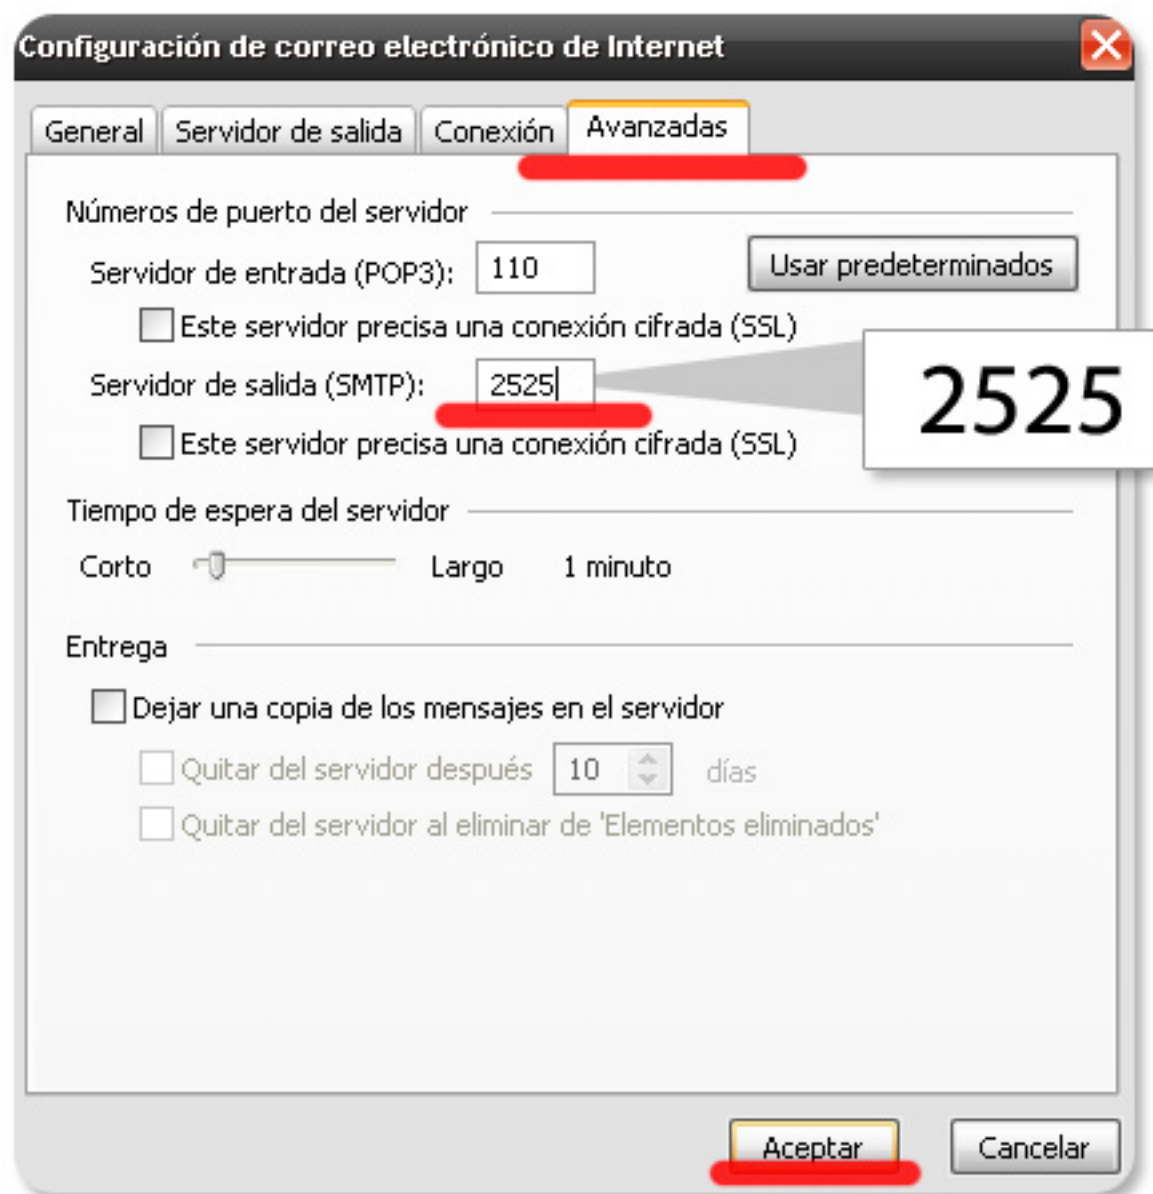 Configuración de correo electrónico de Internet
General Servidor de salida Conexión Avanzadas
Números de puerto del servidor
Servidor de entrada (POP3): 110 Usar predeterminados
Este servidor precisa una conexión cifrada (SSL)
Servidor de salida (SMTP): 2525 2525
Este servidor precisa una conexión cifrada (SSL)
Tiempo de espera del servidor
Corto Largo 1 minuto
Entrega
Dejar una copia de los mensajes en el servidor
Quitar del servidor después 10 días
Quitar del servidor al eliminar de 'Elementos eliminados'
Aceptar Cancelar